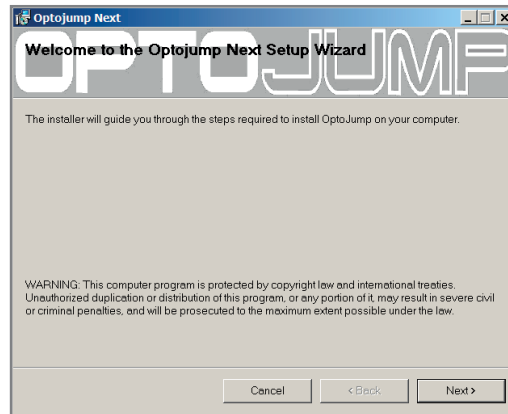 Optojump Next
OPTOJUMP
Welcome to the Optojump Next Setup Wizard
The installer will guide you through the steps required to install OptoJump on your computer.
WARNING: This computer program is protected by copyright law and international treaties.
Unauthorized duplication or distribution of this program, or any portion of it, may result in severe civil
or criminal penalties, and will be prosecuted to the maximum extent possible under the law.
Cancel
< Back
Next >